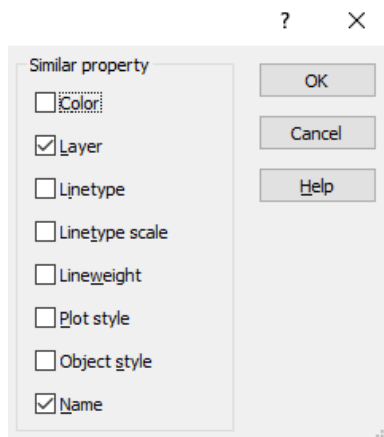 ?
Similar property
Color
Layer
Linetype
Linetype scale
Lineweight
Plot style
Object style
Name
OK
Cancel
Help